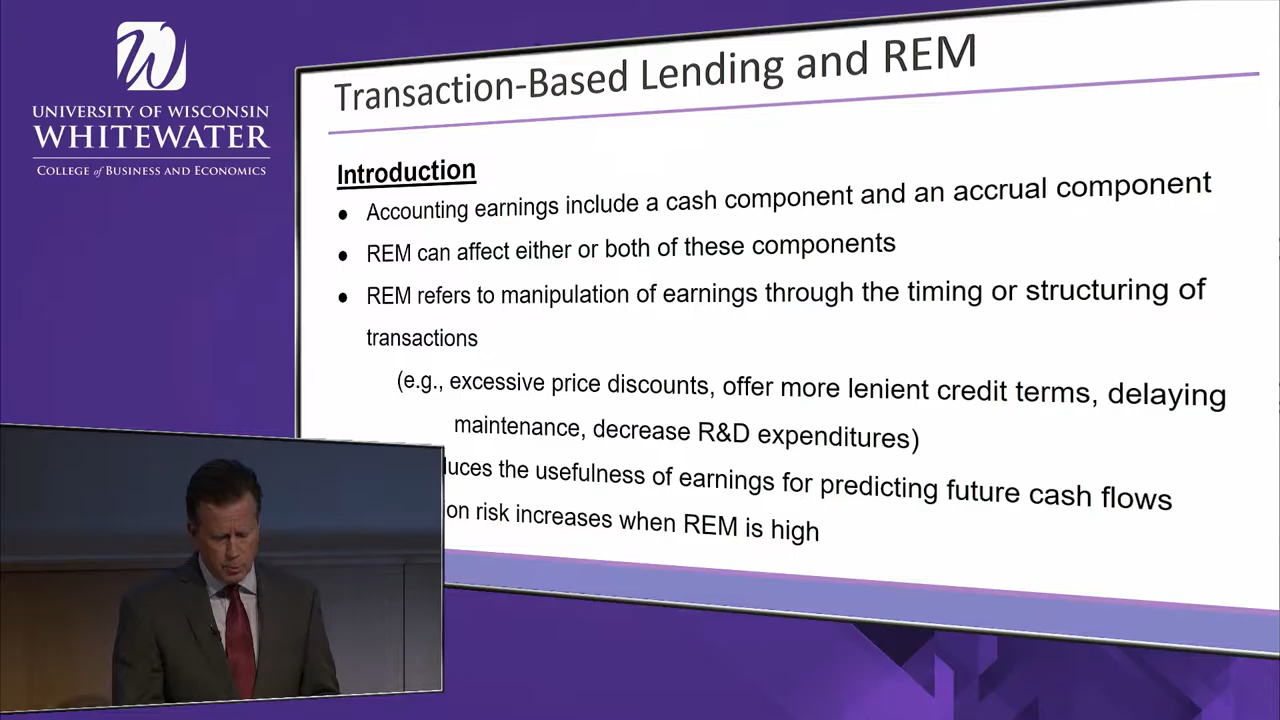 UNIVERSITY OF WISCONSIN
WHITEWATER
COLLEGE of BUSINESS AND ECONOMICS
Transaction-Based Lending and REM
Introduction
● Accounting earnings include a cash component and an accrual component
● REM can affect either or both of these components
● REM refers to manipulation of earnings through the timing or structuring of
transactions
(e.g., excessive price discounts, offer more lenient credit terms, delaying
maintenance, decrease R&D expenditures)
the usefulness of earnings for predicting future cash flows
risk increases when REM is high